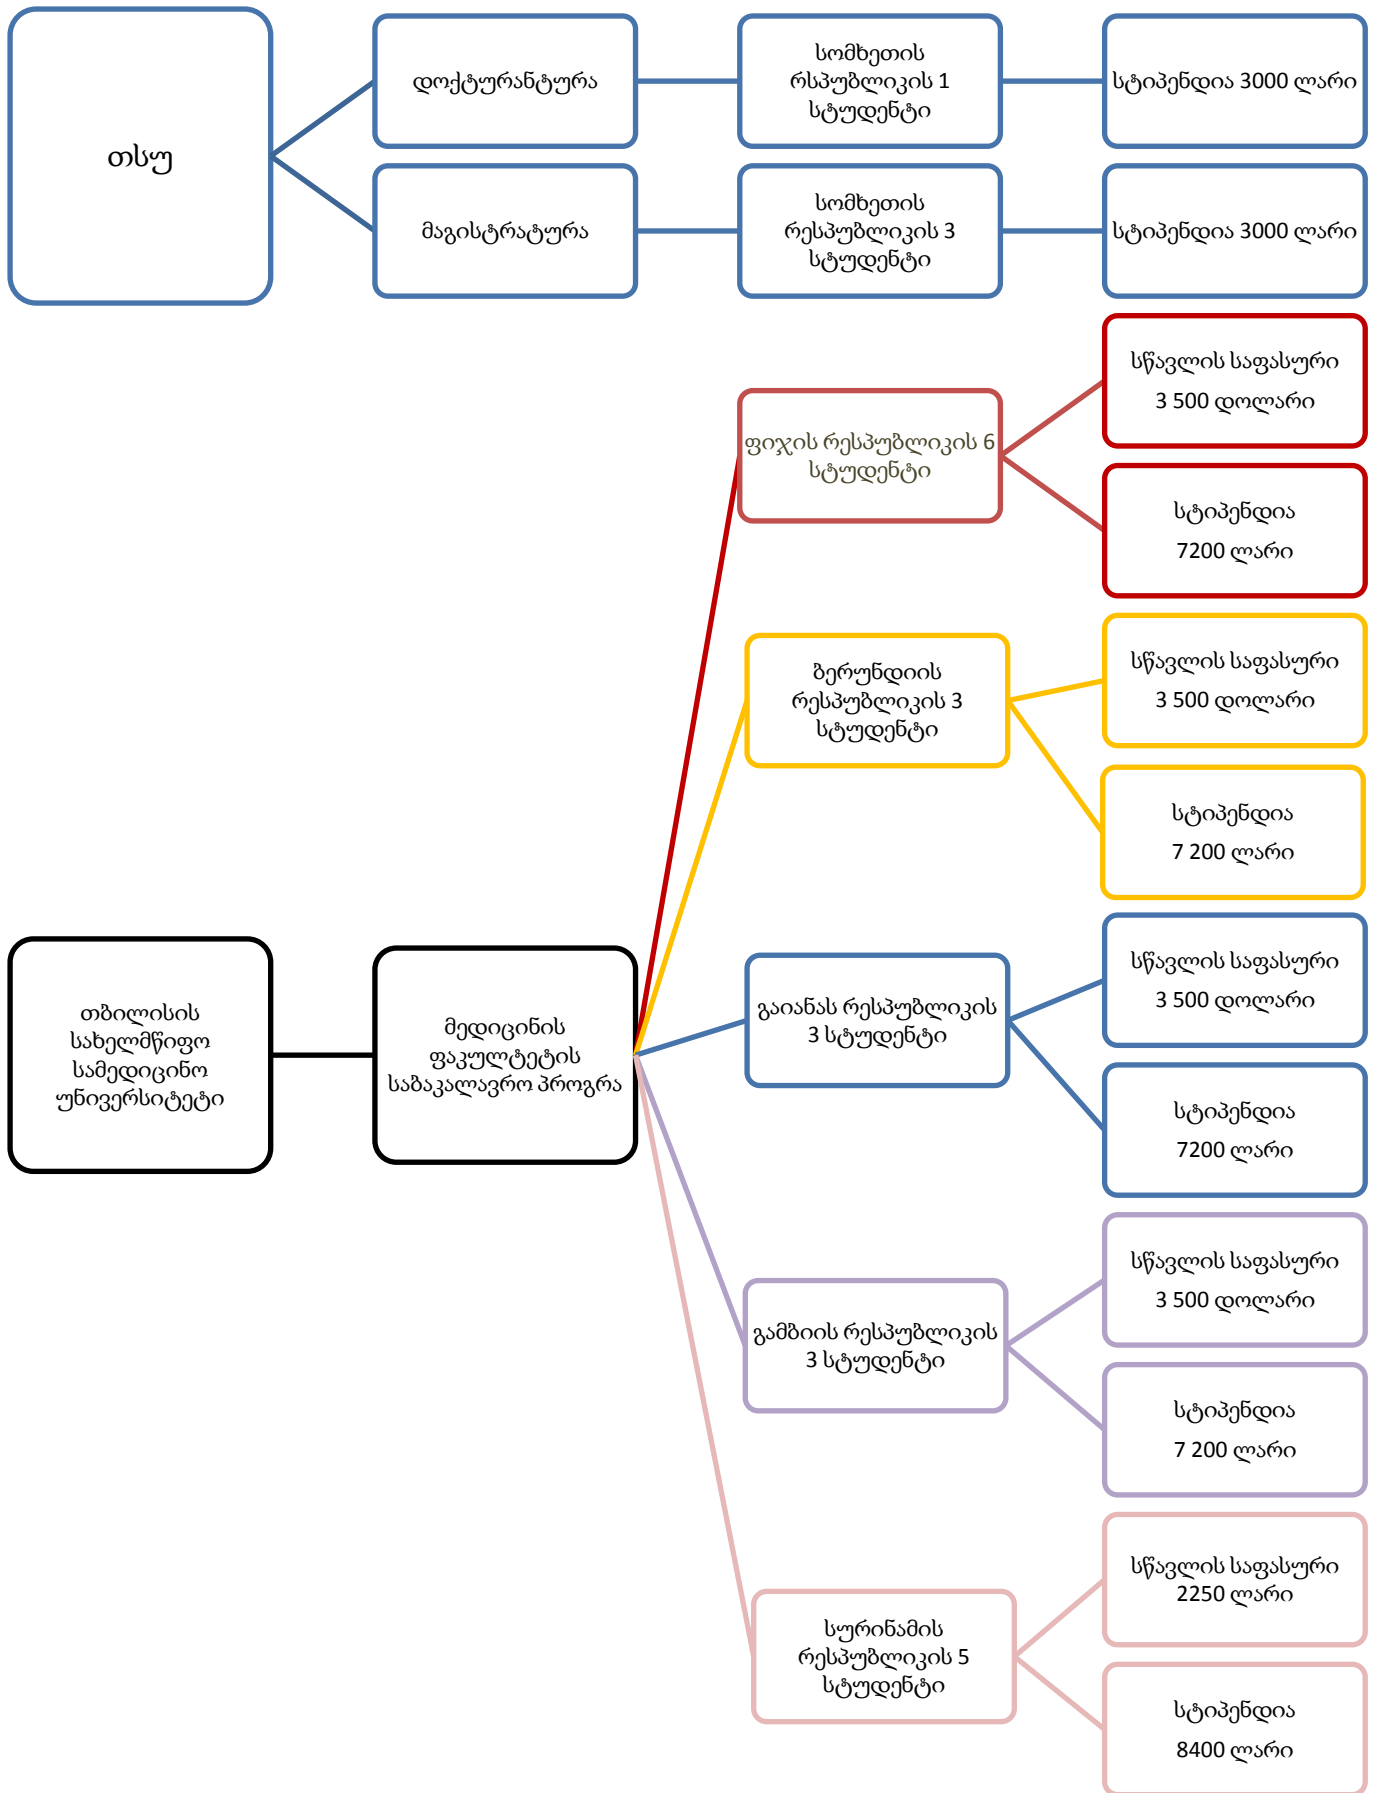 თსუ
დოქტურანტურა
სომხეთის
რსპუბლიკის 1
სტუდენტი
სტიპენდია 3000 ლარი
მაგისტრატურა
სომხეთის
რესპუბლიკის 3
სტუდენტი
სტიპენდია 3000 ლარი
თბილისის
სახელმწიფო
სამედიცინო
უნივერსიტეტი
მედიცინის
ფაკულტეტის
საბაკალავრო პროგრა
ფიჯის რესპუბლიკის 6
სტუდენტი
სწავლის საფასური
3 500 დოლარი
სტიპენდია
7200 ლარი
ბერუნდიის
რესპუბლიკის 3
სტუდენტი
სწავლის საფასური
3 500 დოლარი
სტიპენდია
7 200 ლარი
გაიანას რესპუბლიკის
3 სტუდენტი
სწავლის საფასური
3 500 დოლარი
სტიპენდია
7200 ლარი
გამბიის რესპუბლიკის
3 სტუდენტი
სწავლის საფასური
3 500 დოლარი
სტიპენდია
7 200 ლარი
სურინამის
რესპუბლიკის 5
სტუდენტი
სწავლის საფასური
2250 ლარი
სტიპენდია
8400 ლარი